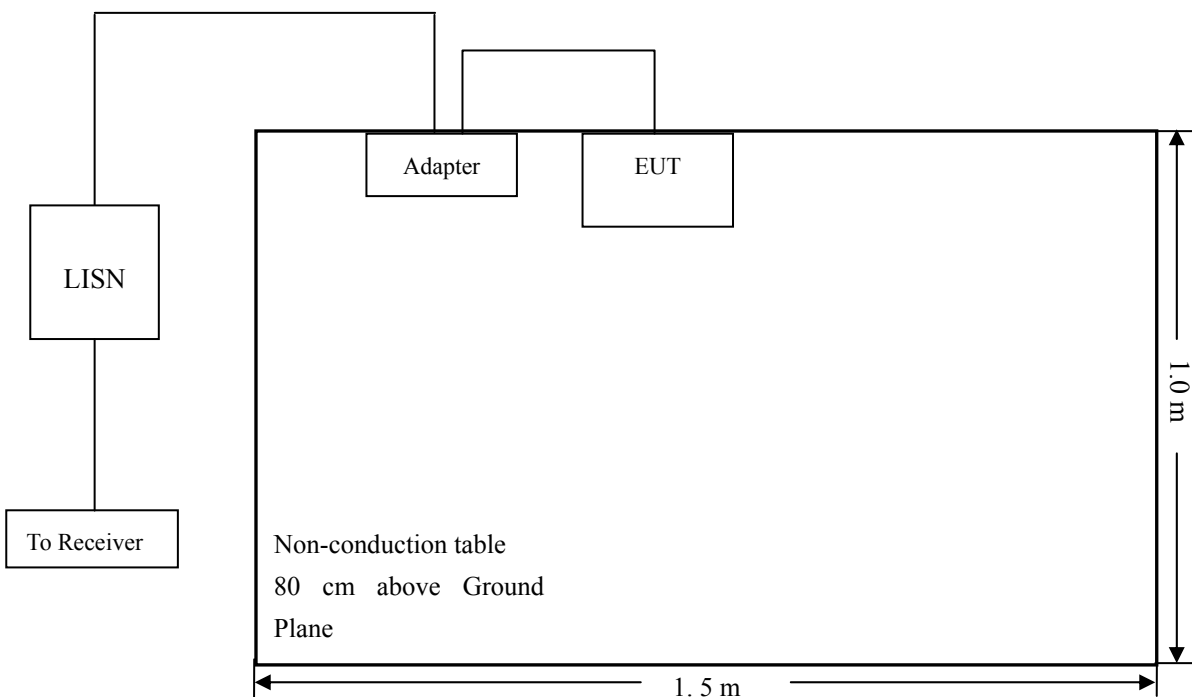 Adapter
EUT
LISN
1.0 m
To Receiver
Non-conduction table
80 cm above Ground
Plane
1. 5 m